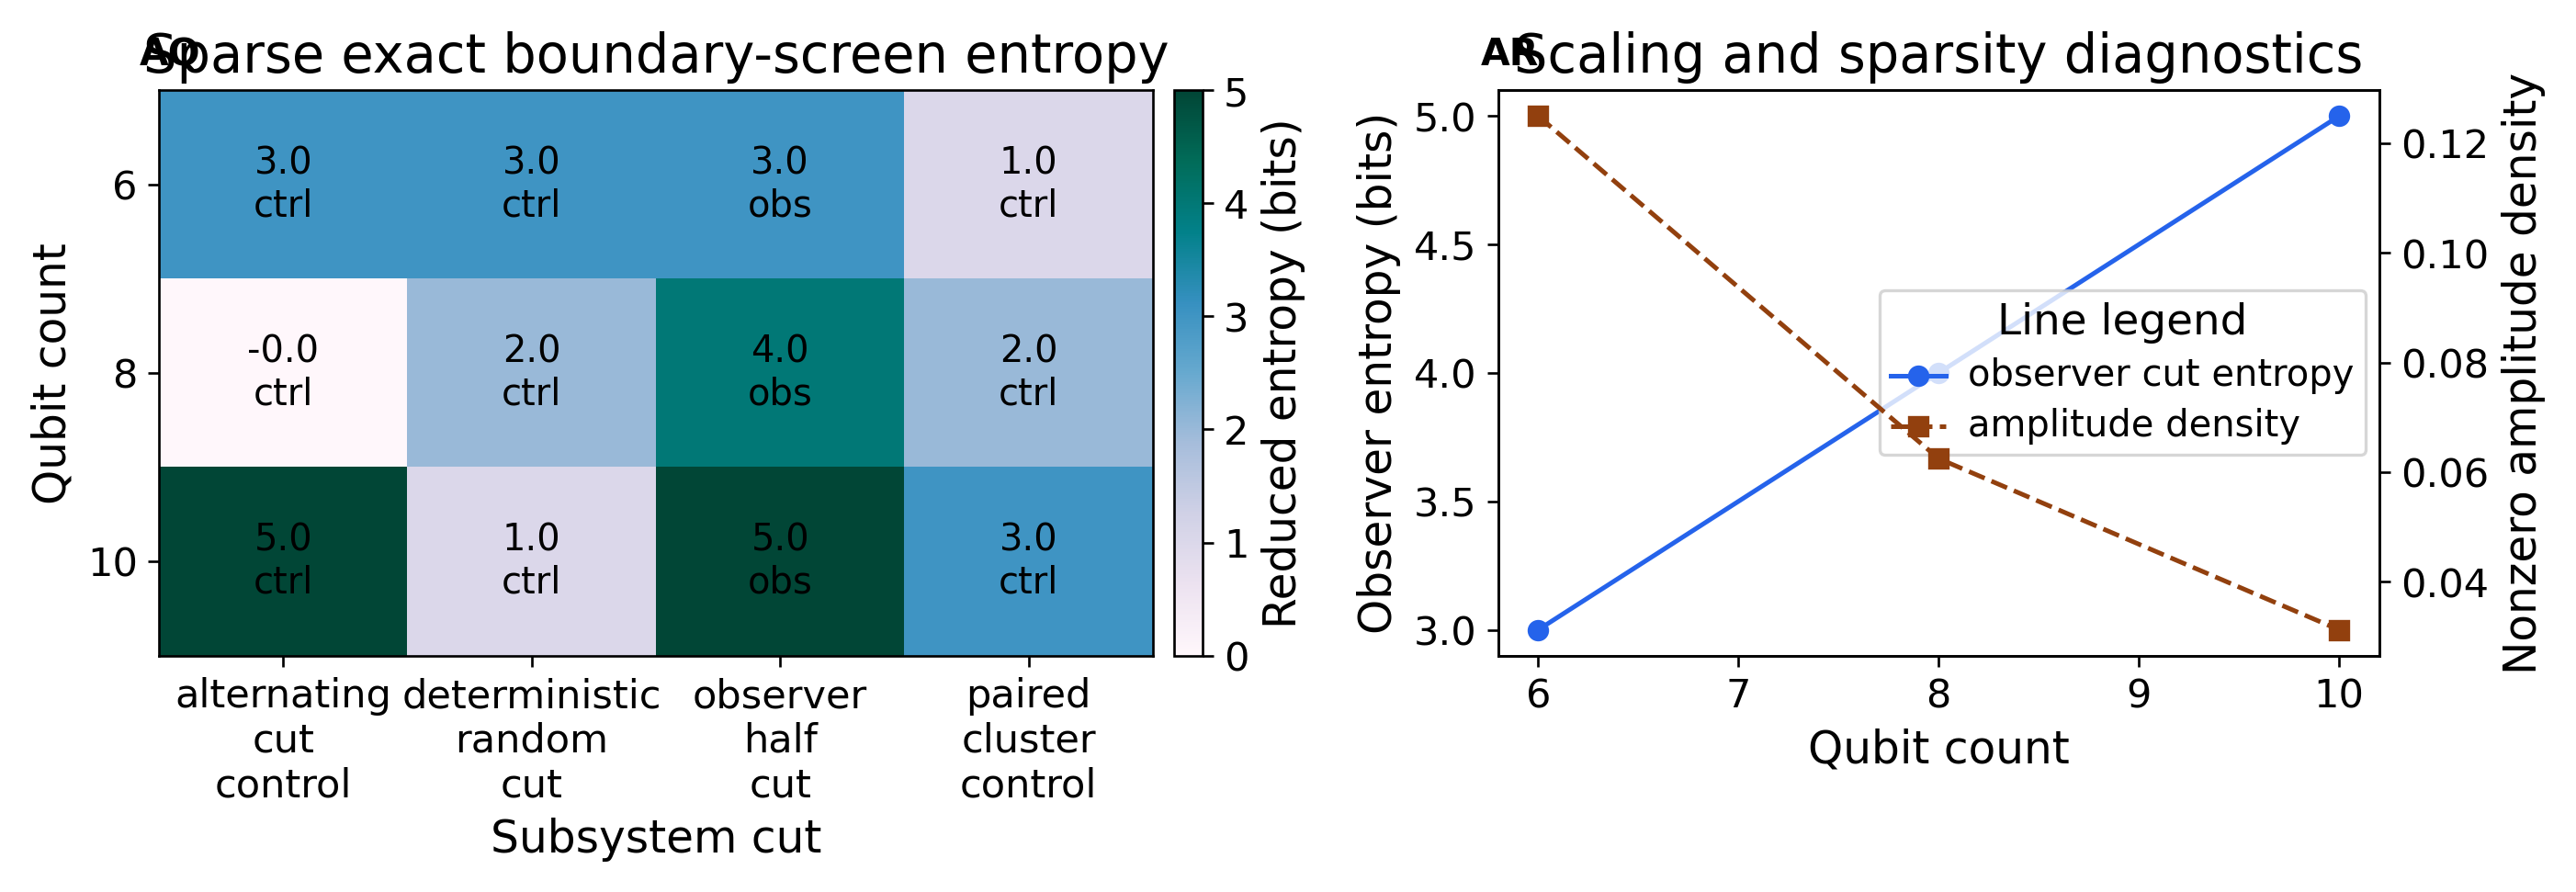 AQ
Sparse exact boundary-screen entropy
Qubit count
6
8
10
3.0
ctrl
3.0
ctrl
3.0
obs
1.0
ctrl
-0.0
ctrl
2.0
ctrl
4.0
obs
2.0
ctrl
5.0
ctrl
1.0
ctrl
5.0
obs
3.0
ctrl
alternating
cut
control
deterministic
random
cut
observer
half
cut
paired
cluster
control
Subsystem cut
5
4
3
2
1
0
Reduced entropy (bits)
AR
Scaling and sparsity diagnostics
Observer entropy (bits)
5.0
4.5
4.0
3.5
3.0
Line legend
observer cut entropy
amplitude density
0.12
0.10
0.08
0.06
0.04
Nonzero amplitude density
6
7
8
9
10
Qubit count